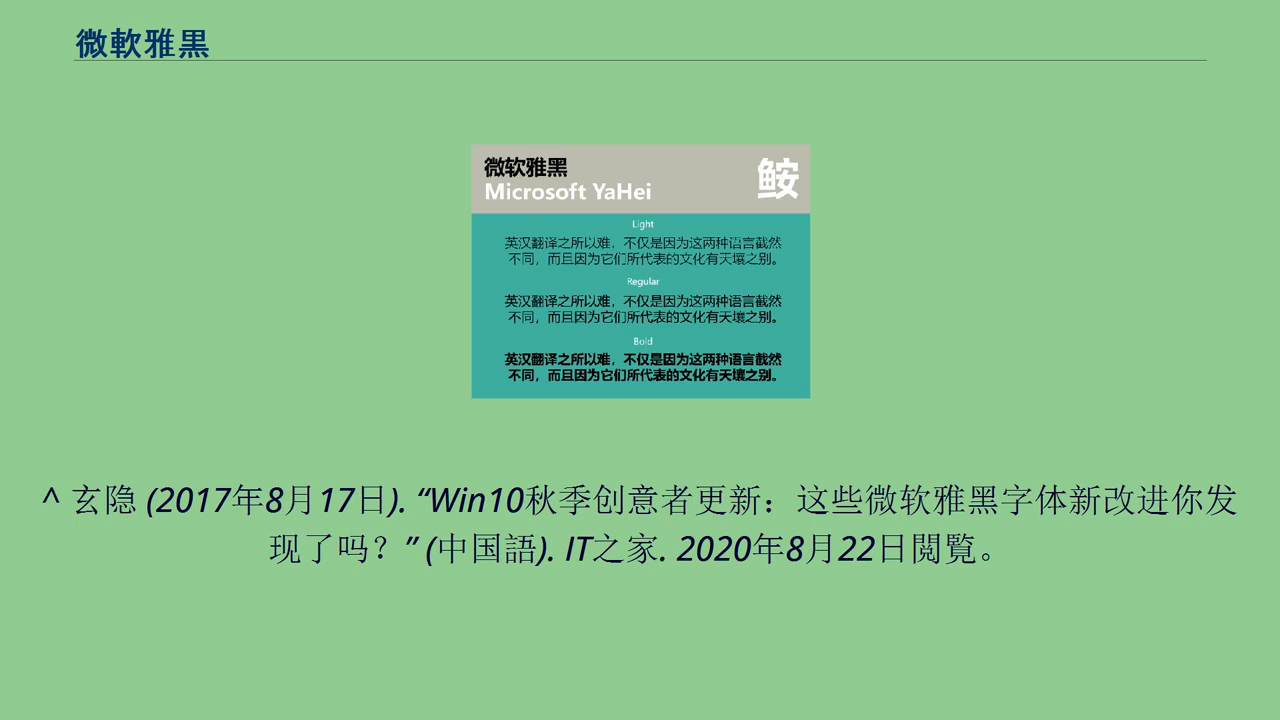 微軟雅黒
微软雅黑
Microsoft YaHei
鮟
Light
英汉翻译之所以难，不仅是因为这两种语言截然
不同，而且因为它们所代表的文化有天壤之别。
Regular
英汉翻译之所以难，不仅是因为这两种语言截然
不同，而且因为它们所代表的文化有天壤之别。
Bold
英汉翻译之所以难，不仅是因为这两种语言截然
不同，而且因为它们所代表的文化有天壤之别。
^ 玄隐 (2017年8月17日). “Win10秋季创意者更新：这些微软雅黑字体新改进你发
现了吗？” (中国語). IT之家. 2020年8月22日閲覧。